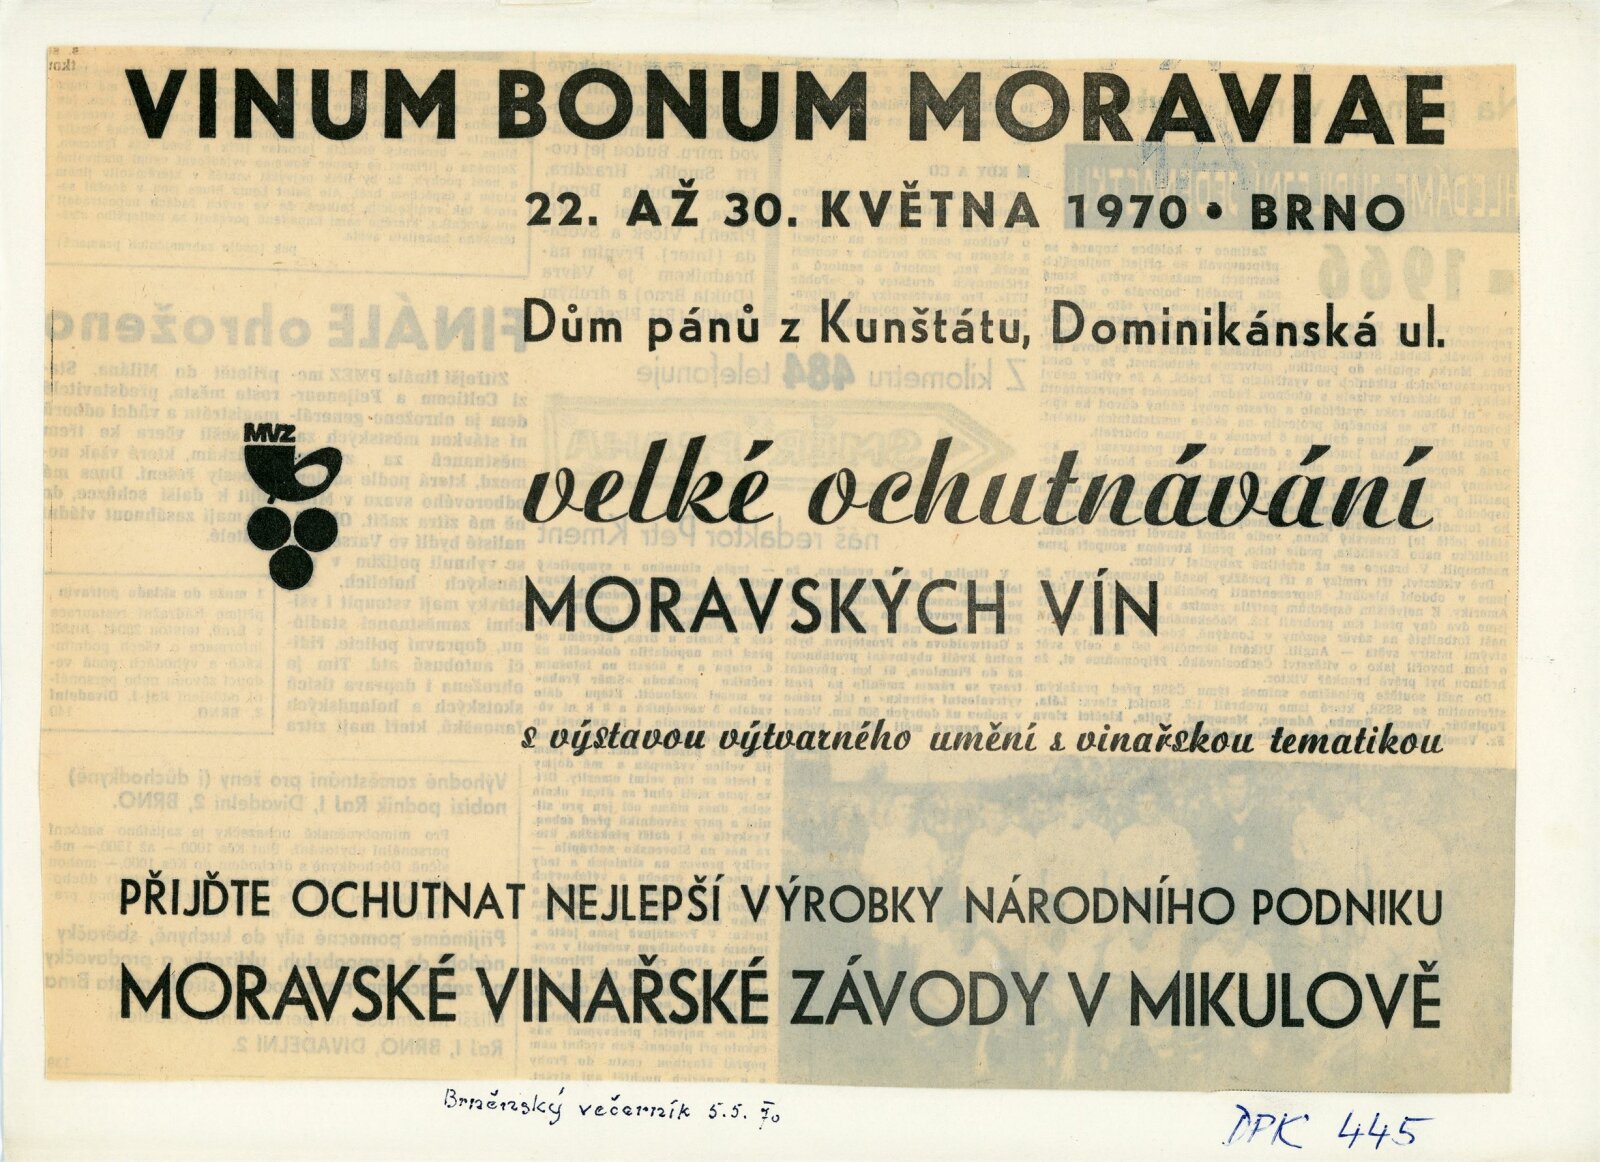 VINUM BONUM MORAVIAE
22. AŽ 30. KVĚTNA 1970 • BRNO
Dům pánů z Kunštátu, Dominikánská ul.
MVZ
velké ochutnávání
MORAVSKÝCH VÍN
s výstavou výtvarného umění s vinařskou tematikou
PŘIJĎTE OCHUTNAT NEJLEPŠÍ VÝROBKY NÁRODNÍHO PODNIKU
MORAVSKÉ VINAŘSKÉ ZÁVODY V MIKULOVĚ
Brněnský večerník 5.5.70
DPK 445